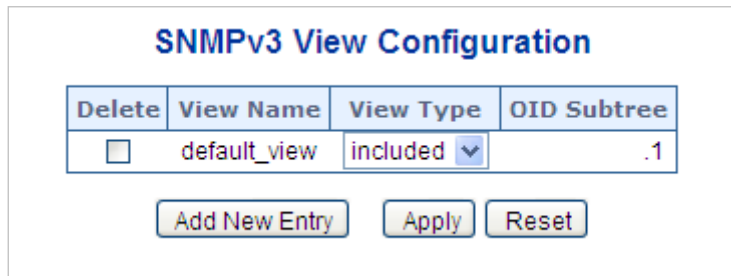 SNMPv3 View Configuration
Delete View Name View Type OID Subtree
default_view included .1
Add New Entry Apply Reset